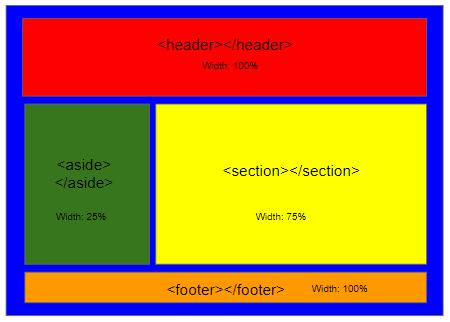 <header></header>
Width: 100%
<aside>
</aside>
Width: 25%
<section></section>
Width: 75%
<footer></footer> Width: 100%